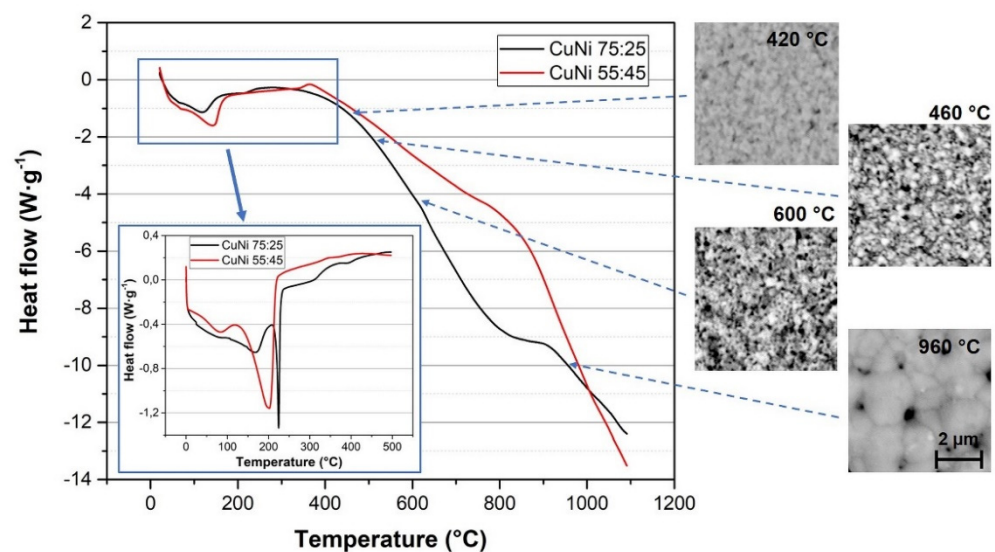 Heat flow (W·g⁻¹)
2
0
-2
-4
-6
-8
-10
-12
-14
0
200
400
600
800
1000
1200
Temperature (°C)
CuNi 75:25
CuNi 55:45
0,4
0,0
-0,4
-0,8
-1,2
Heat flow (W·g⁻¹)
CuNi 75:25
CuNi 55:45
0
100
200
300
400
500
Temperature (°C)
420 °C
460 °C
600 °C
960 °C
2 µm